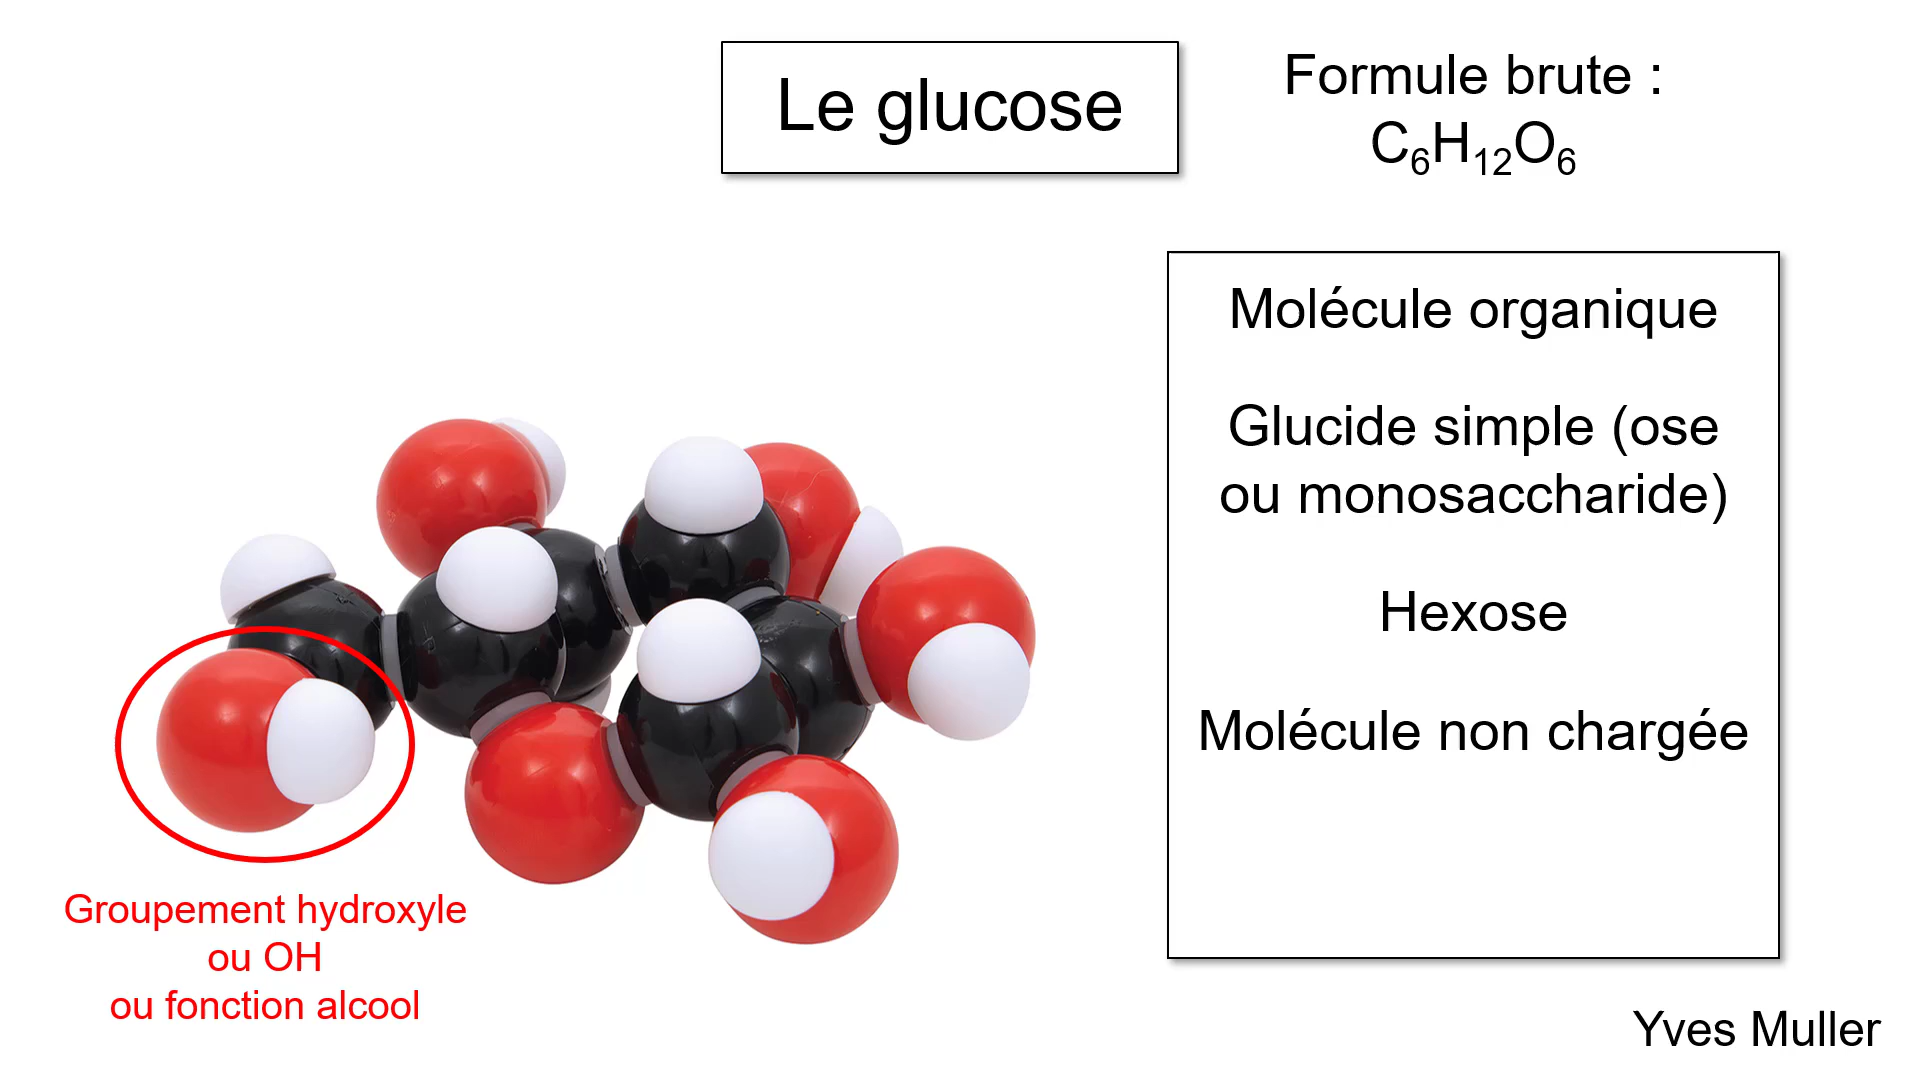 Le glucose
Formule brute :
C₆H₁₂O₆
Molécule organique
Glucide simple (ose
ou monosaccharide)
Hexose
Molécule non chargée
Groupement hydroxyle
ou OH
ou fonction alcool
Yves Muller